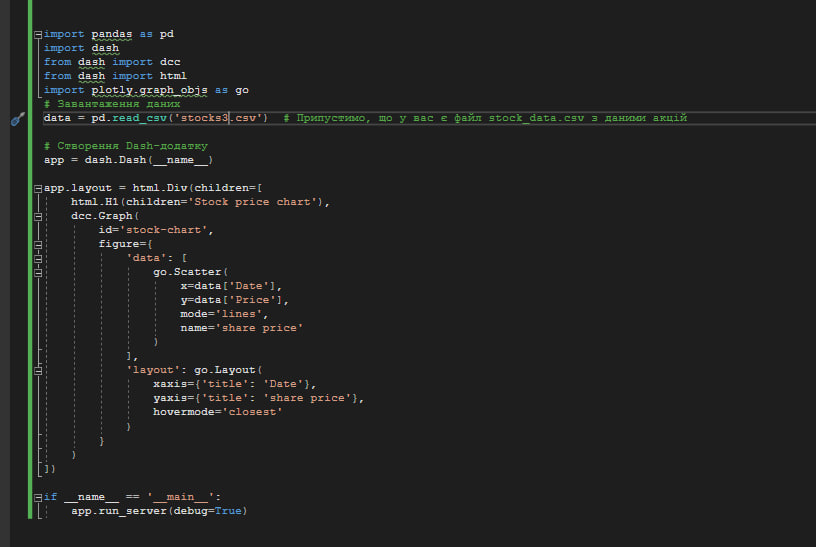 import pandas as pd
import dash
from dash import dcc
from dash import html
import plotly.graph_objs as go
# Завантаження даних
data = pd.read_csv('stocks3.csv')  # Припустимо, що у вас є файл stock_data.csv з даними акцій
# Створення Dash-додатку
app = dash.Dash(__name__)
app.layout = html.Div(children=[
    html.H1(children='Stock price chart'),
    dcc.Graph(
        id='stock-chart',
        figure={
            'data': [
                go.Scatter(
                    x=data['Date'],
                    y=data['Price'],
                    mode='lines',
                    name='share price'
                )
            ],
            'layout': go.Layout(
                xaxis={'title': 'Date'},
                yaxis={'title': 'share price'},
                hovermode='closest'
            )
        }
    )
])
if __name__ == '__main__':
    app.run_server(debug=True)